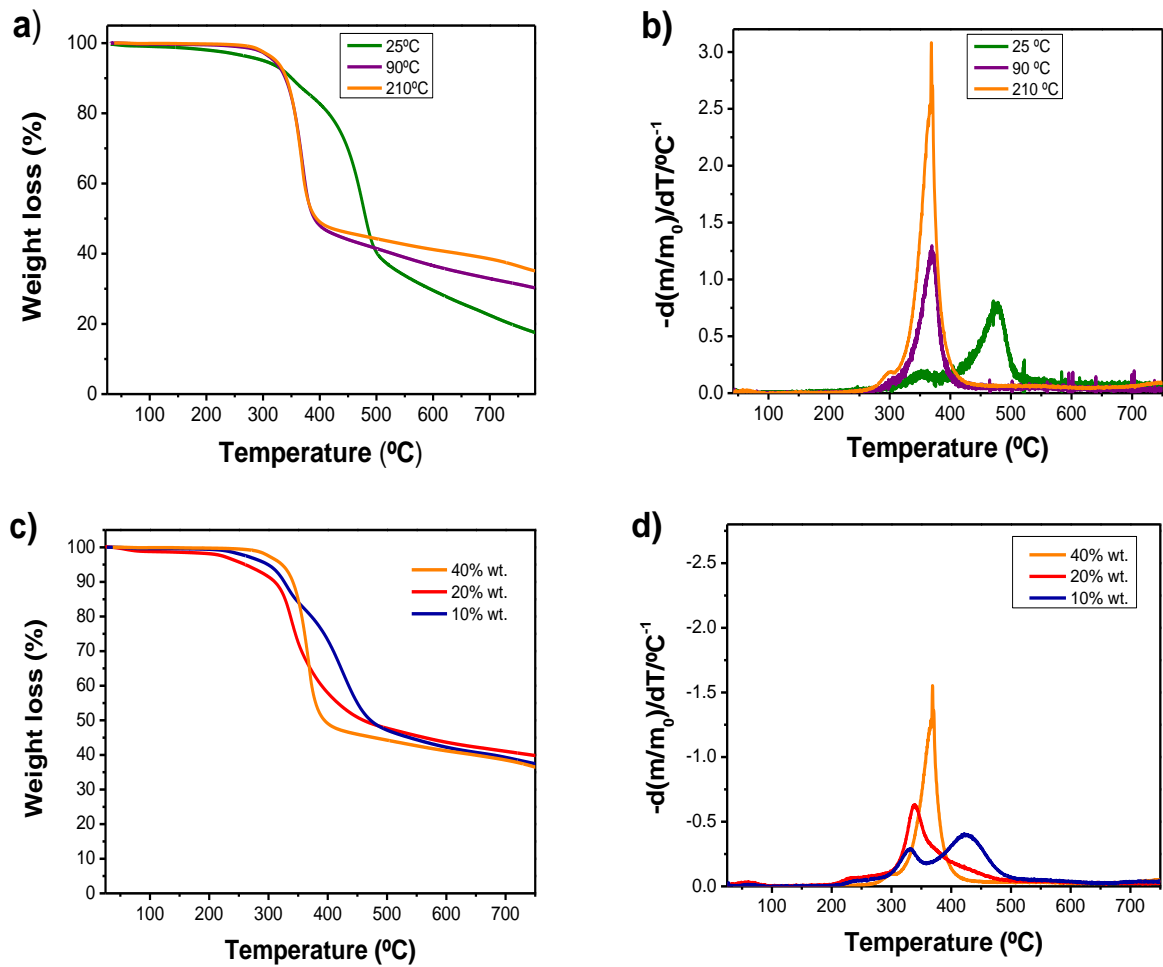 a)
100
80
60
40
20
0
100 200 300 400 500 600 700
Weight loss (%)
Temperature (ºC)
25ºC
90ºC
210ºC
b)
3.0
2.5
2.0
1.5
1.0
0.5
0.0
100 200 300 400 500 600 700
-d(m/m0)/dT/ºC-1
Temperature (ºC)
25 ºC
90 ºC
210 ºC
c)
100
90
80
70
60
50
40
30
20
10
0
100 200 300 400 500 600 700
Weight loss (%)
Temperature (ºC)
40% wt.
20% wt.
10% wt.
d)
-2.5
-2.0
-1.5
-1.0
-0.5
0.0
100 200 300 400 500 600 700
-d(m/m0)/dT/ºC-1
Temperature (ºC)
40% wt.
20% wt.
10% wt.